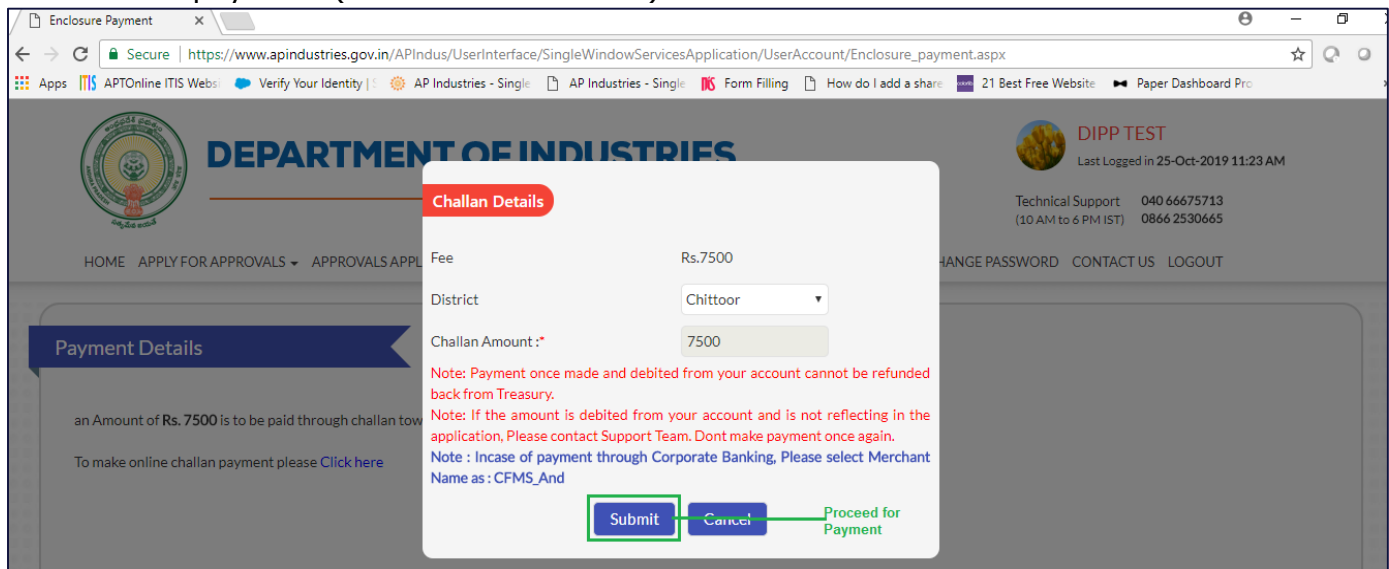 Enclosure Payment
Secure | https://www.apindustries.gov.in/APIndus/UserInterface/SingleWindowServicesApplication/UserAccount/Enclosure_payment.aspx
Apps APTOnline ITIS Websi Verify Your Identity | S AP Industries - Single AP Industries - Single Form Filling How do I add a share 21 Best Free Website Paper Dashboard Pro
DEPARTMENT OF INDUSTRIES
DIPP TEST
Last Logged in 25-Oct-2019 11:23 AM
Technical Support 040 66675713
(10 AM to 6 PM IST) 0866 2530665
HOME APPLY FOR APPROVALS APPROVALS APPL HANGE PASSWORD CONTACT US LOGOUT
Payment Details
an Amount of Rs. 7500 is to be paid through challan tow
To make online challan payment please Click here
Challan Details
Fee Rs.7500
District Chittoor
Challan Amount :* 7500
Note: Payment once made and debited from your account cannot be refunded
back from Treasury.
Note: If the amount is debited from your account and is not reflecting in the
application, Please contact Support Team. Dont make payment once again.
Note : Incase of payment through Corporate Banking, Please select Merchant
Name as : CFMS_And
Submit Cancel
Proceed for
Payment